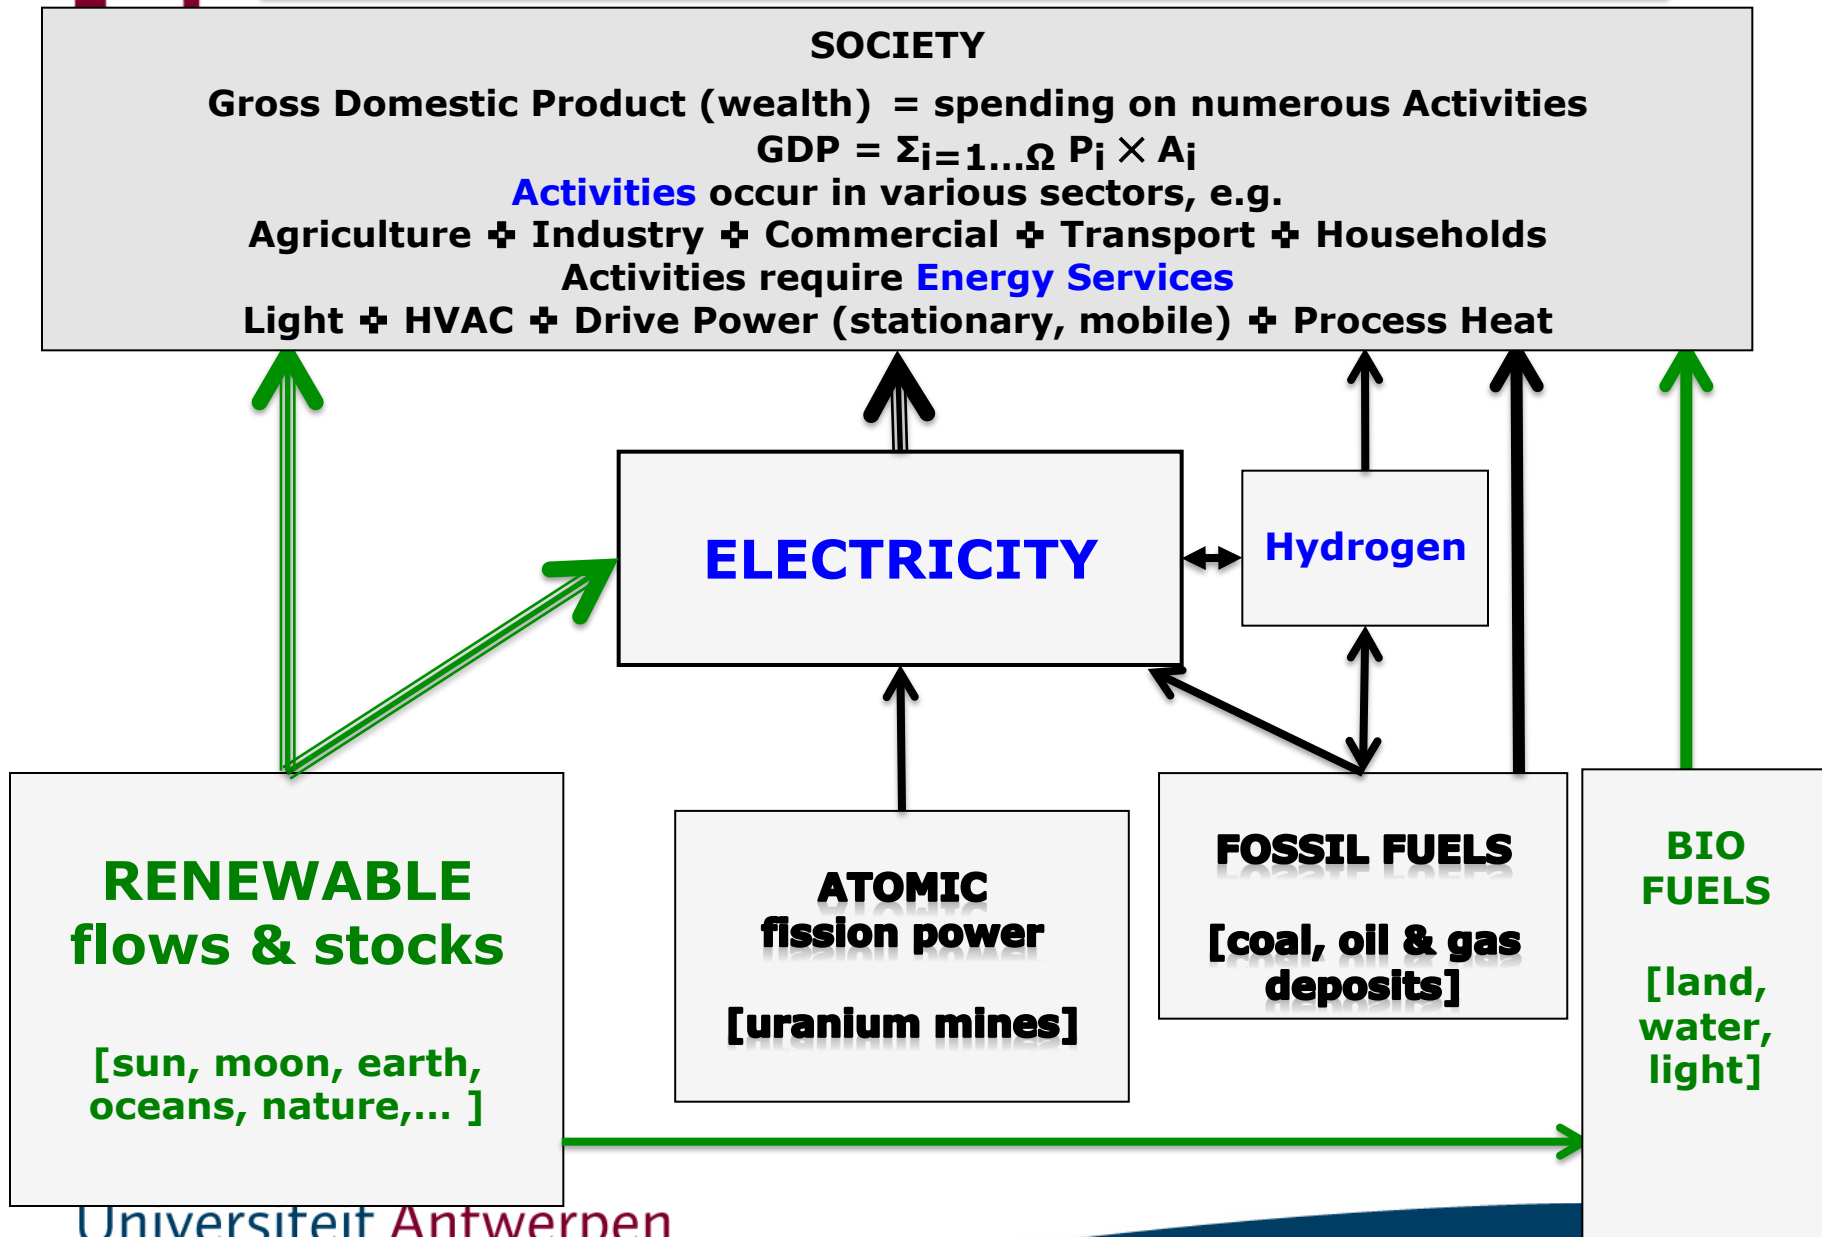 SOCIETY
Gross Domestic Product (wealth) = spending on numerous Activities
GDP = Σi=1...Ω Pi × Ai
Activities occur in various sectors, e.g.
Agriculture ✜ Industry ✜ Commercial ✜ Transport ✜ Households
Activities require Energy Services
Light ✜ HVAC ✜ Drive Power (stationary, mobile) ✜ Process Heat
ELECTRICITY
Hydrogen
RENEWABLE
flows & stocks
[sun, moon, earth,
oceans, nature,... ]
ATOMIC
fission power
[uranium mines]
FOSSIL FUELS
[coal, oil & gas
deposits]
BIO
FUELS
[land,
water,
light]
Universiteit Antwerpen